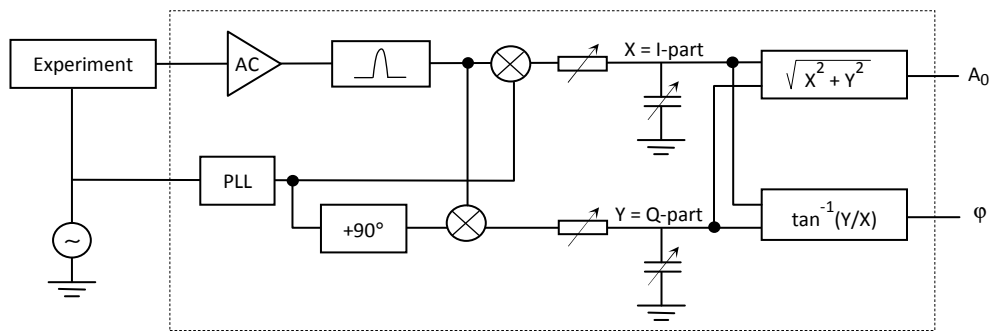 Experiment
AC
X = I-part
√X² + Y²
A₀
PLL
+90°
Y = Q-part
tan⁻¹(Y/X)
φ
~